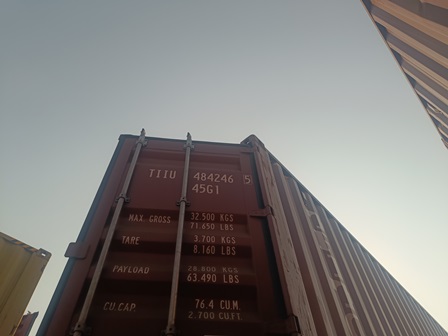 TIIU 484246 5
45G1
MAX. GROSS 32.500 KGS
71.650 LBS
TARE 3.700 KGS
8.160 LBS
PAYLOAD 28.800 KGS
63.490 LBS
CU.CAP. 76.4 CU.M.
2.700 CU.FT.